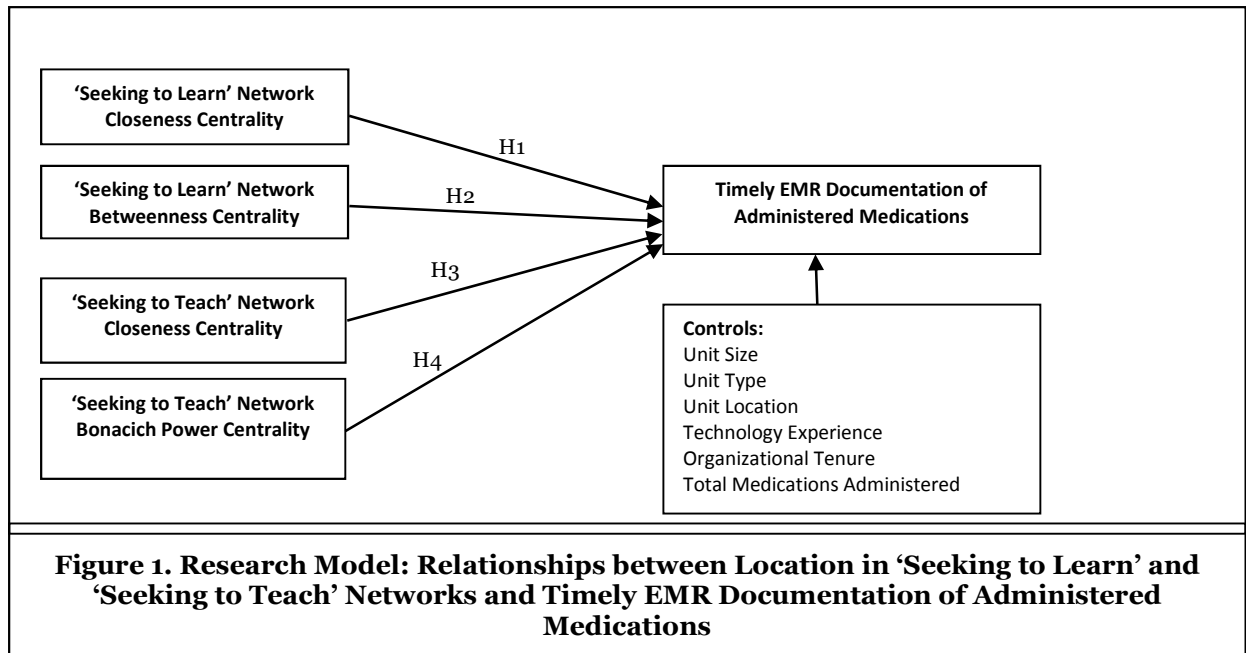 ‘Seeking to Learn’ Network
Closeness Centrality
H1
‘Seeking to Learn’ Network
Betweenness Centrality
H2
Timely EMR Documentation of
Administered Medications
‘Seeking to Teach’ Network
Closeness Centrality
H3
‘Seeking to Teach’ Network
Bonacich Power Centrality
H4
Controls:
Unit Size
Unit Type
Unit Location
Technology Experience
Organizational Tenure
Total Medications Administered
Figure 1. Research Model: Relationships between Location in ‘Seeking to Learn’ and
‘Seeking to Teach’ Networks and Timely EMR Documentation of Administered
Medications